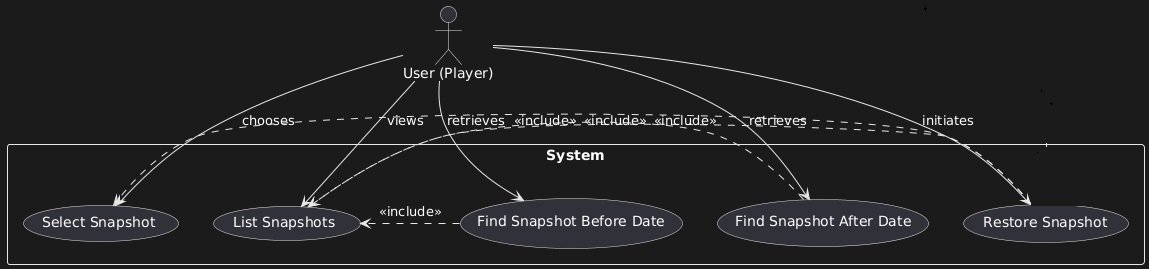 User (Player)
chooses
views
retrieves
«include»
«include»
«include»
retrieves
initiates
System
«include»
Select Snapshot
List Snapshots
Find Snapshot Before Date
Find Snapshot After Date
Restore Snapshot